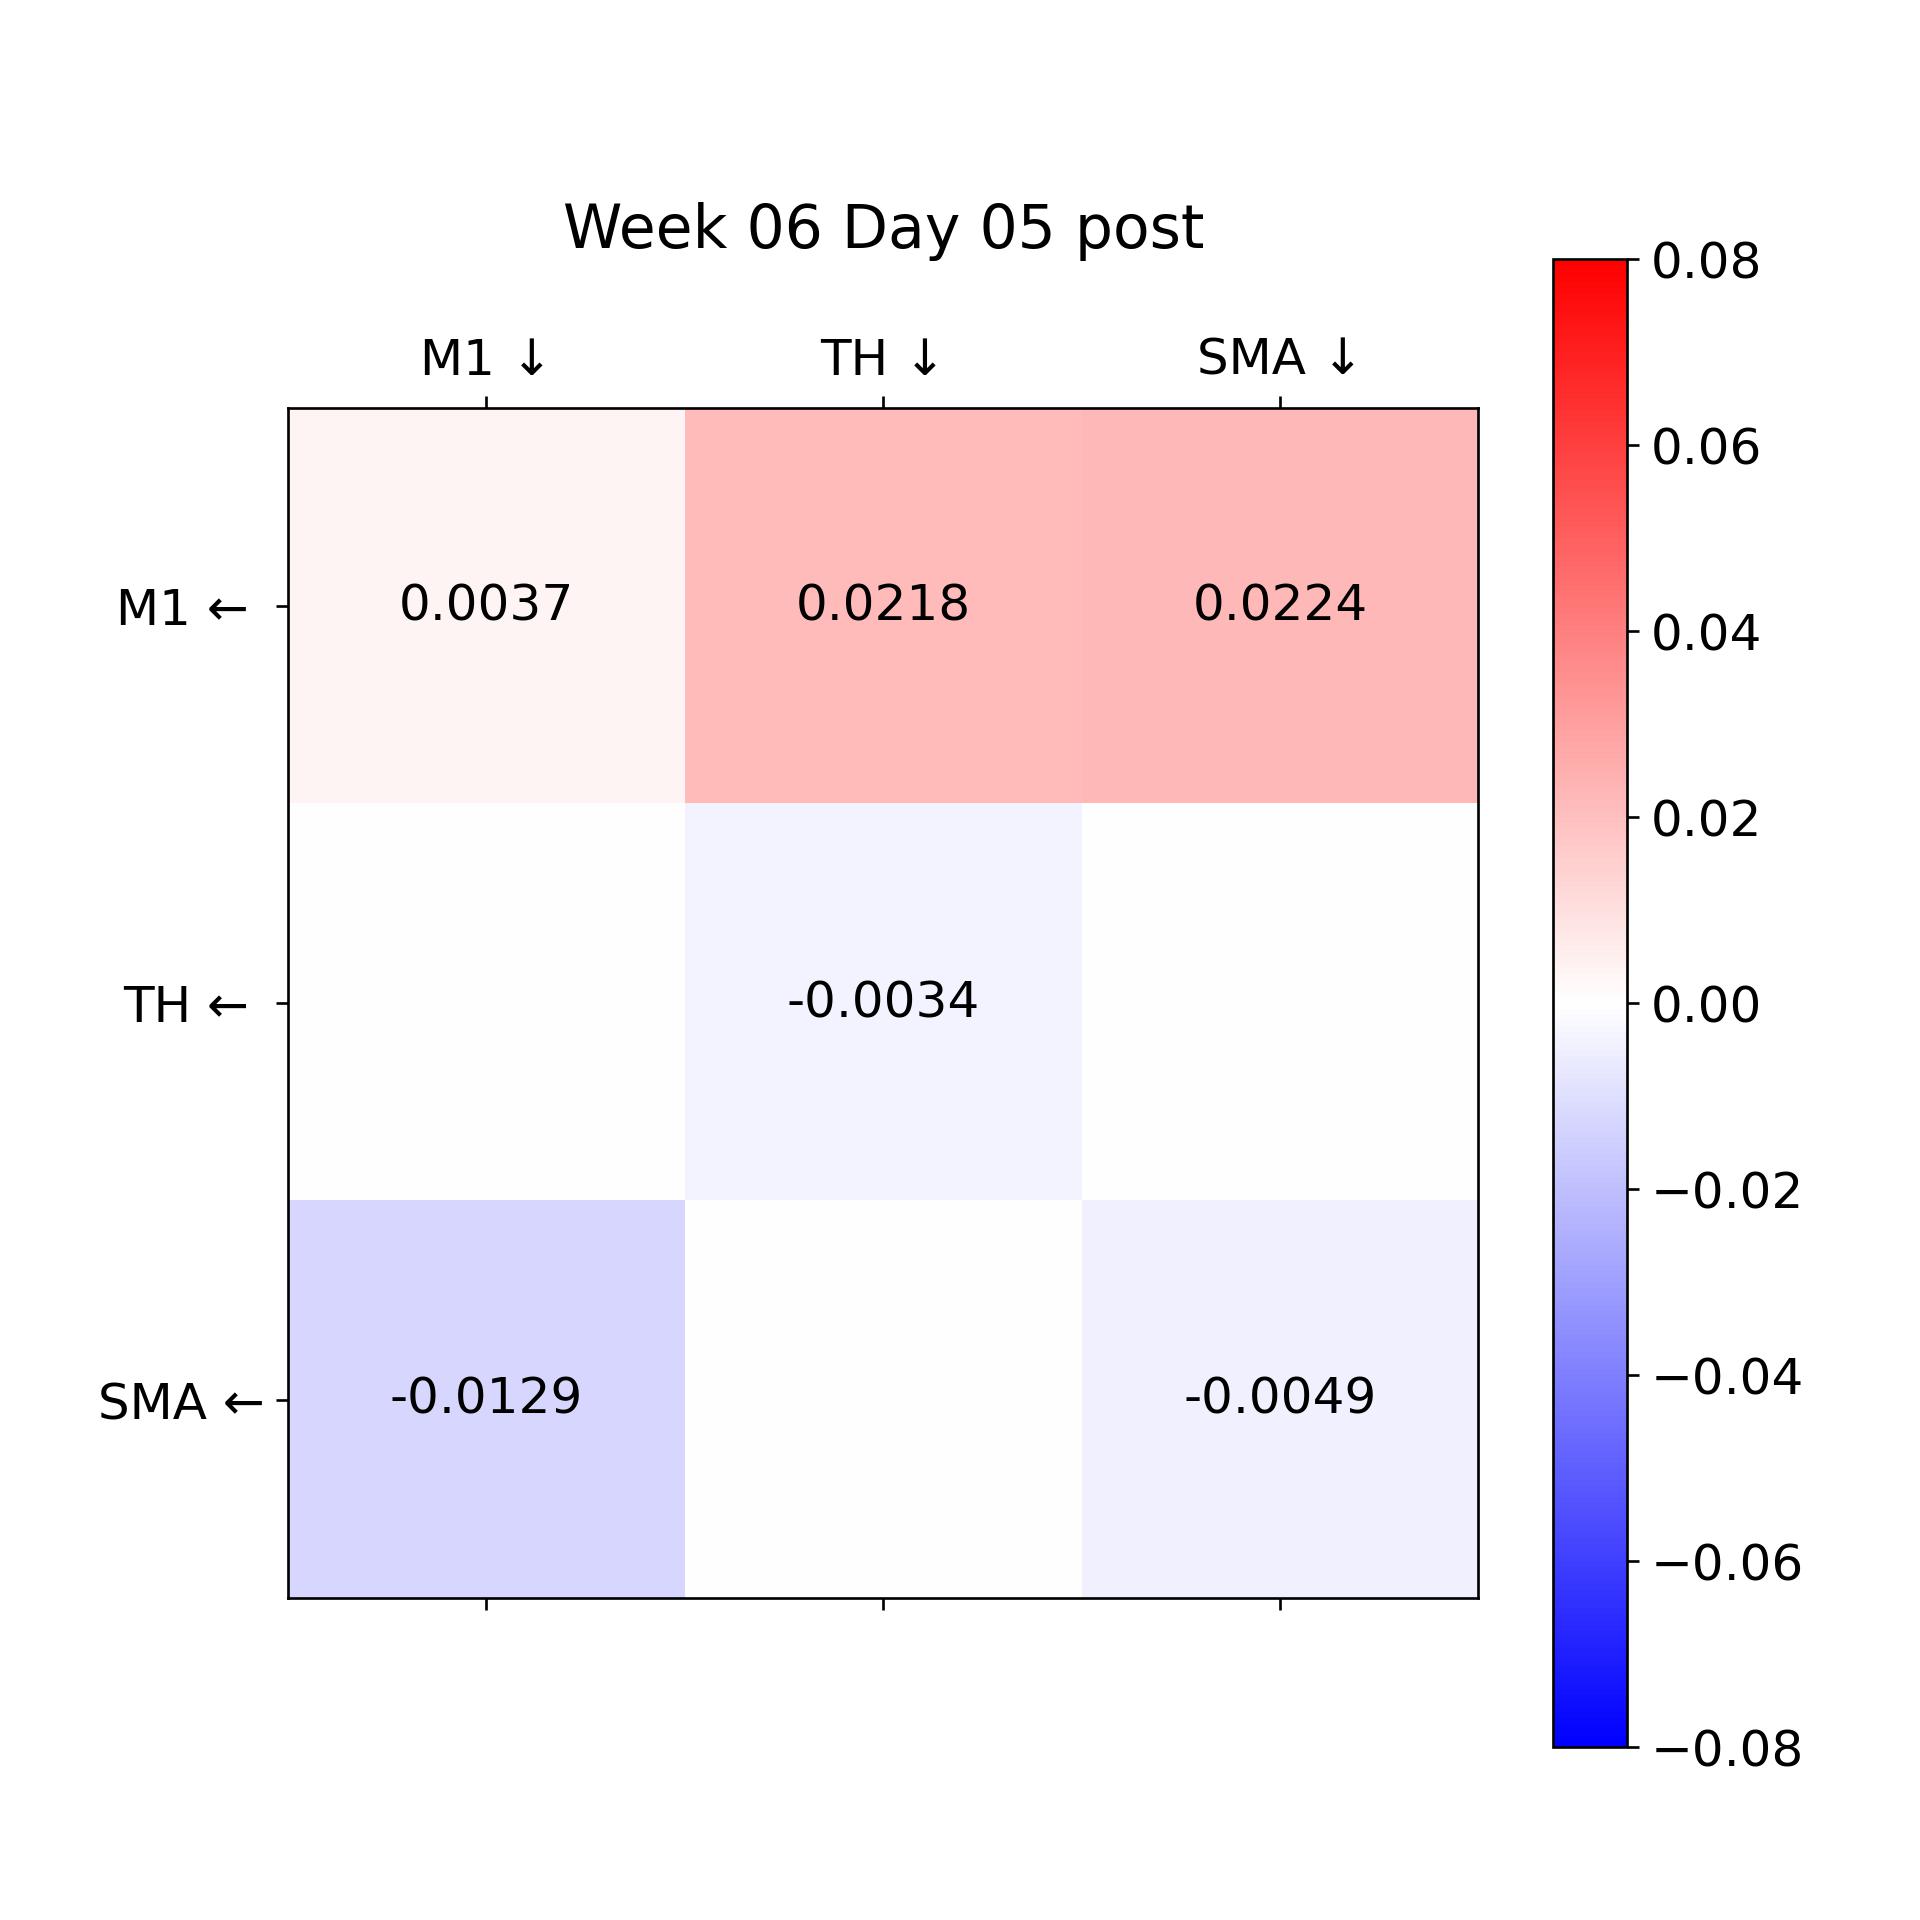 Week 06 Day 05 post
M1 ↓ TH ↓ SMA ↓
M1 ← 0.0037 0.0218 0.0224
TH ← -0.0034
SMA ← -0.0129 -0.0049
0.08
0.06
0.04
0.02
0.00
−0.02
−0.04
−0.06
−0.08